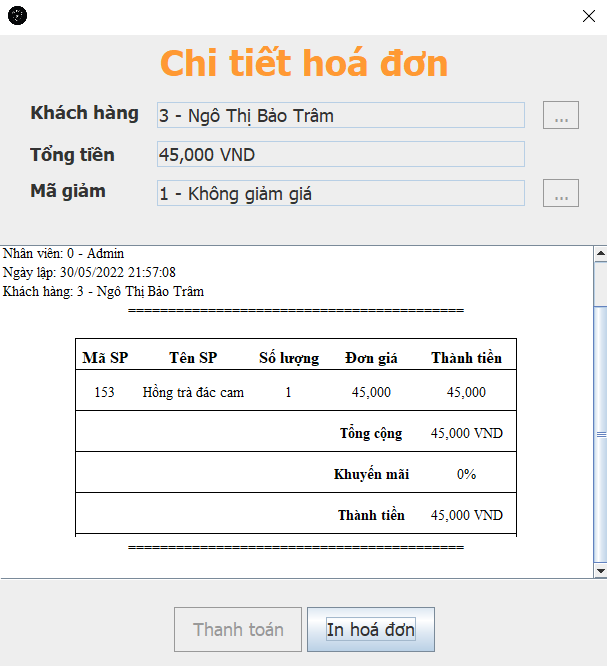 Chi tiết hoá đơn
Khách hàng 3 - Ngô Thị Bảo Trâm ...
Tổng tiền 45,000 VND
Mã giảm 1 - Không giảm giá ...
Nhân viên: 0 - Admin
Ngày lập: 30/05/2022 21:57:08
Khách hàng: 3 - Ngô Thị Bảo Trâm
==========================================
Mã SP Tên SP Số lượng Đơn giá Thành tiền
153 Hồng trà đác cam 1 45,000 45,000
Tổng cộng 45,000 VND
Khuyến mãi 0%
Thành tiền 45,000 VND
==========================================
Thanh toán In hoá đơn